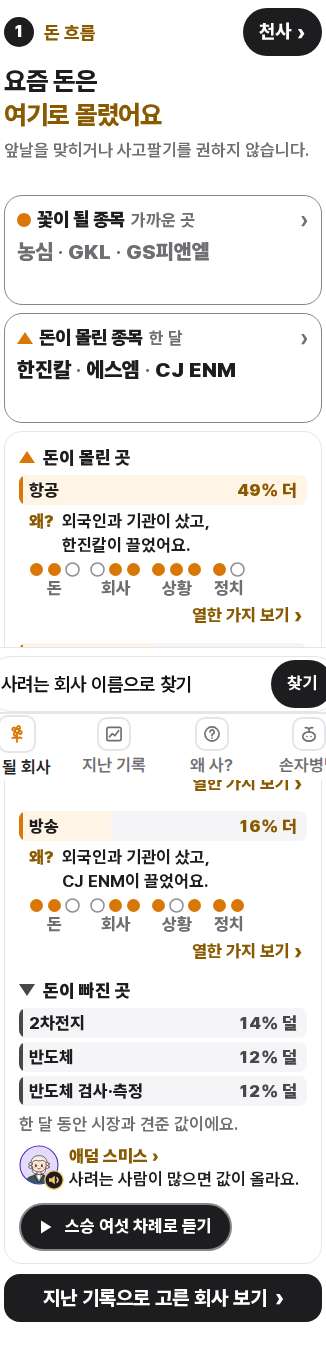 1 돈 흐름
천사 ›
요즘 돈은
여기로 몰렸어요
앞날을 맞히거나 사고팔기를 권하지 않습니다.
꽃이 될 종목 가까운 곳 ›
농심 · GKL · GS피앤엘
돈이 몰린 종목 한 달 ›
한진칼 · 에스엠 · CJ ENM
돈이 몰린 곳
항공 49% 더
왜? 외국인과 기관이 샀고,
한진칼이 끌었어요.
돈 회사 상황 정치
열한 가지 보기 ›
사려는 회사 이름으로 찾기 찾기
될 회사 지난 기록 왜 사? 손자병
열한 가지 보기 ›
방송 16% 더
왜? 외국인과 기관이 샀고,
CJ ENM이 끌었어요.
돈 회사 상황 정치
열한 가지 보기 ›
▼ 돈이 빠진 곳
2차전지 14% 덜
반도체 12% 덜
반도체 검사·측정 12% 덜
한 달 동안 시장과 견준 값이에요.
애덤 스미스 ›
사려는 사람이 많으면 값이 올라요.
▶ 스승 여섯 차례로 듣기
지난 기록으로 고른 회사 보기 ›